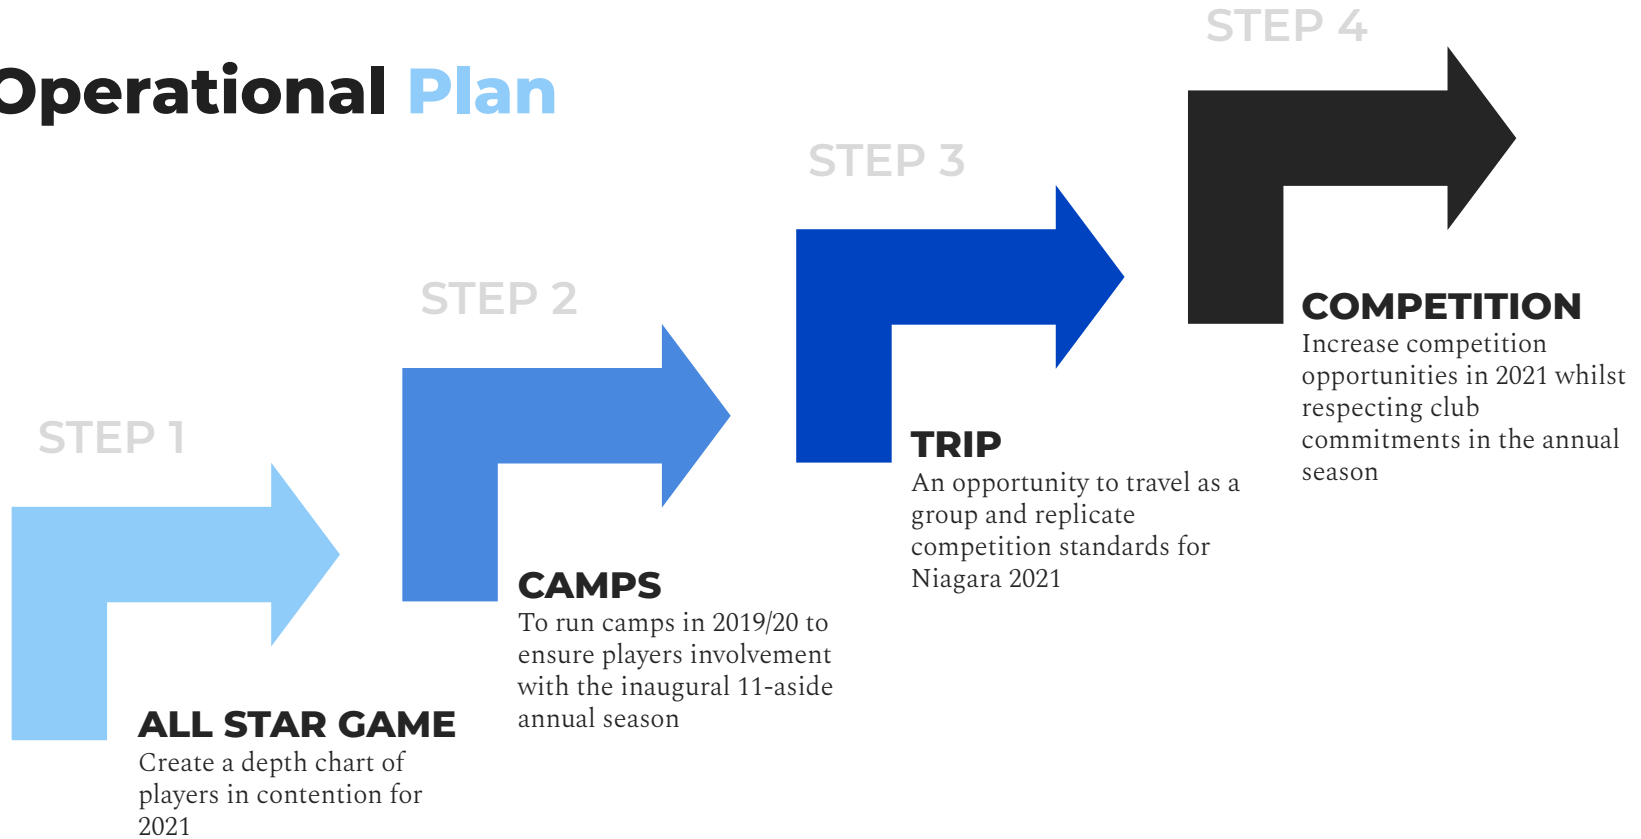 Operational Plan
STEP 1
ALL STAR GAME
Create a depth chart of
players in contention for
2021
STEP 2
CAMPS
To run camps in 2019/20 to
ensure players involvement
with the inaugural 11-aside
annual season
STEP 3
TRIP
An opportunity to travel as a
group and replicate
competition standards for
Niagara 2021
STEP 4
COMPETITION
Increase competition
opportunities in 2021 whilst
respecting club
commitments in the annual
season